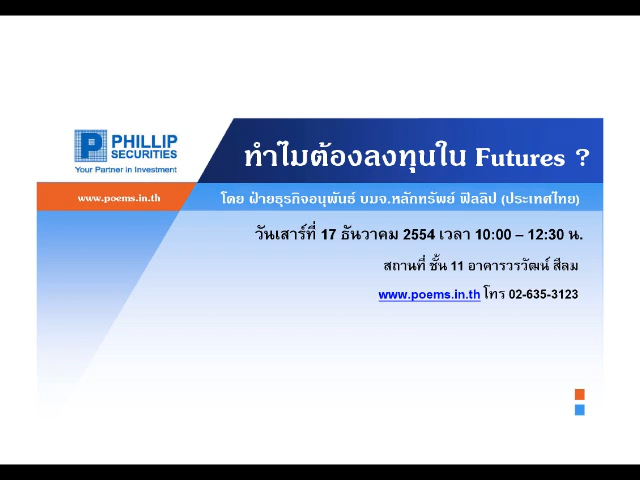 PHILLIP
SECURITIES
Your Partner in Investment
ทำไมต้องลงทุนใน Futures ?
www.poems.in.th
โดย ฝ่ายธุรกิจอนุพันธ์ บมจ.หลักทรัพย์ ฟิลลิป (ประเทศไทย)
วันเสาร์ที่ 17 ธันวาคม 2554 เวลา 10:00 – 12:30 น.
สถานที่ ชั้น 11 อาคารวรวัฒน์ สีลม
www.poems.in.th โทร 02-635-3123